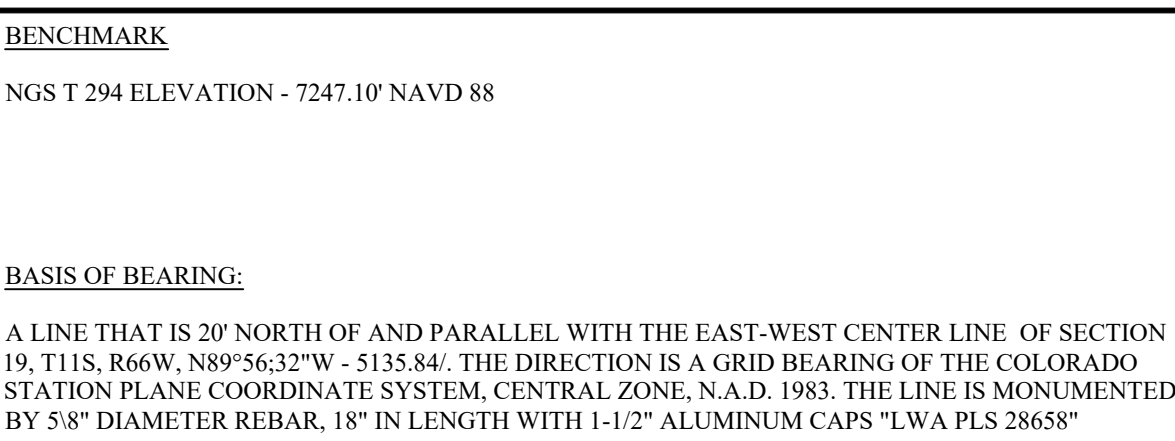 BENCHMARK
NGS T 294 ELEVATION - 7247.10' NAVD 88
BASIS OF BEARING:
A LINE THAT IS 20' NORTH OF AND PARALLEL WITH THE EAST-WEST CENTER LINE OF SECTION
19, T11S, R66W, N89°56;32"W - 5135.84/. THE DIRECTION IS A GRID BEARING OF THE COLORADO
STATION PLANE COORDINATE SYSTEM, CENTRAL ZONE, N.A.D. 1983. THE LINE IS MONUMENTED
BY 5\8" DIAMETER REBAR, 18" IN LENGTH WITH 1-1/2" ALUMINUM CAPS "LWA PLS 28658"